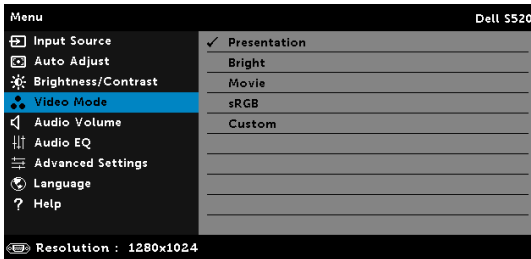 Menu Dell S520
Input Source
Auto Adjust
Brightness/Contrast
Video Mode
Audio Volume
Audio EQ
Advanced Settings
Language
? Help
✓ Presentation
Bright
Movie
sRGB
Custom
Resolution : 1280x1024